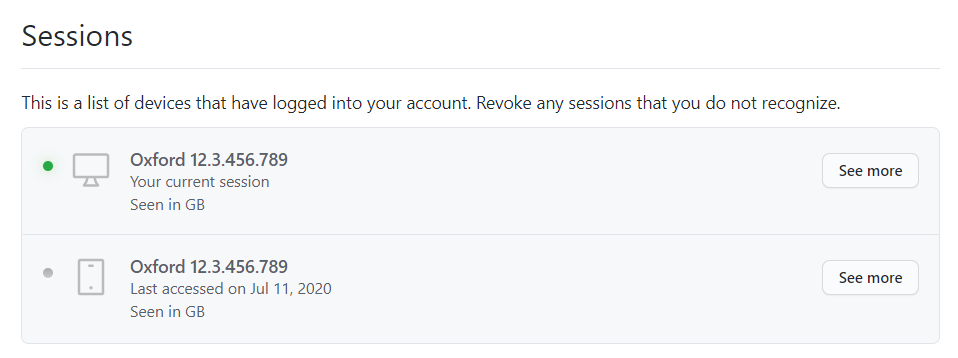 Sessions
This is a list of devices that have logged into your account. Revoke any sessions that you do not recognize.
Oxford 12.3.456.789
Your current session
Seen in GB
See more
Oxford 12.3.456.789
Last accessed on Jul 11, 2020
Seen in GB
See more